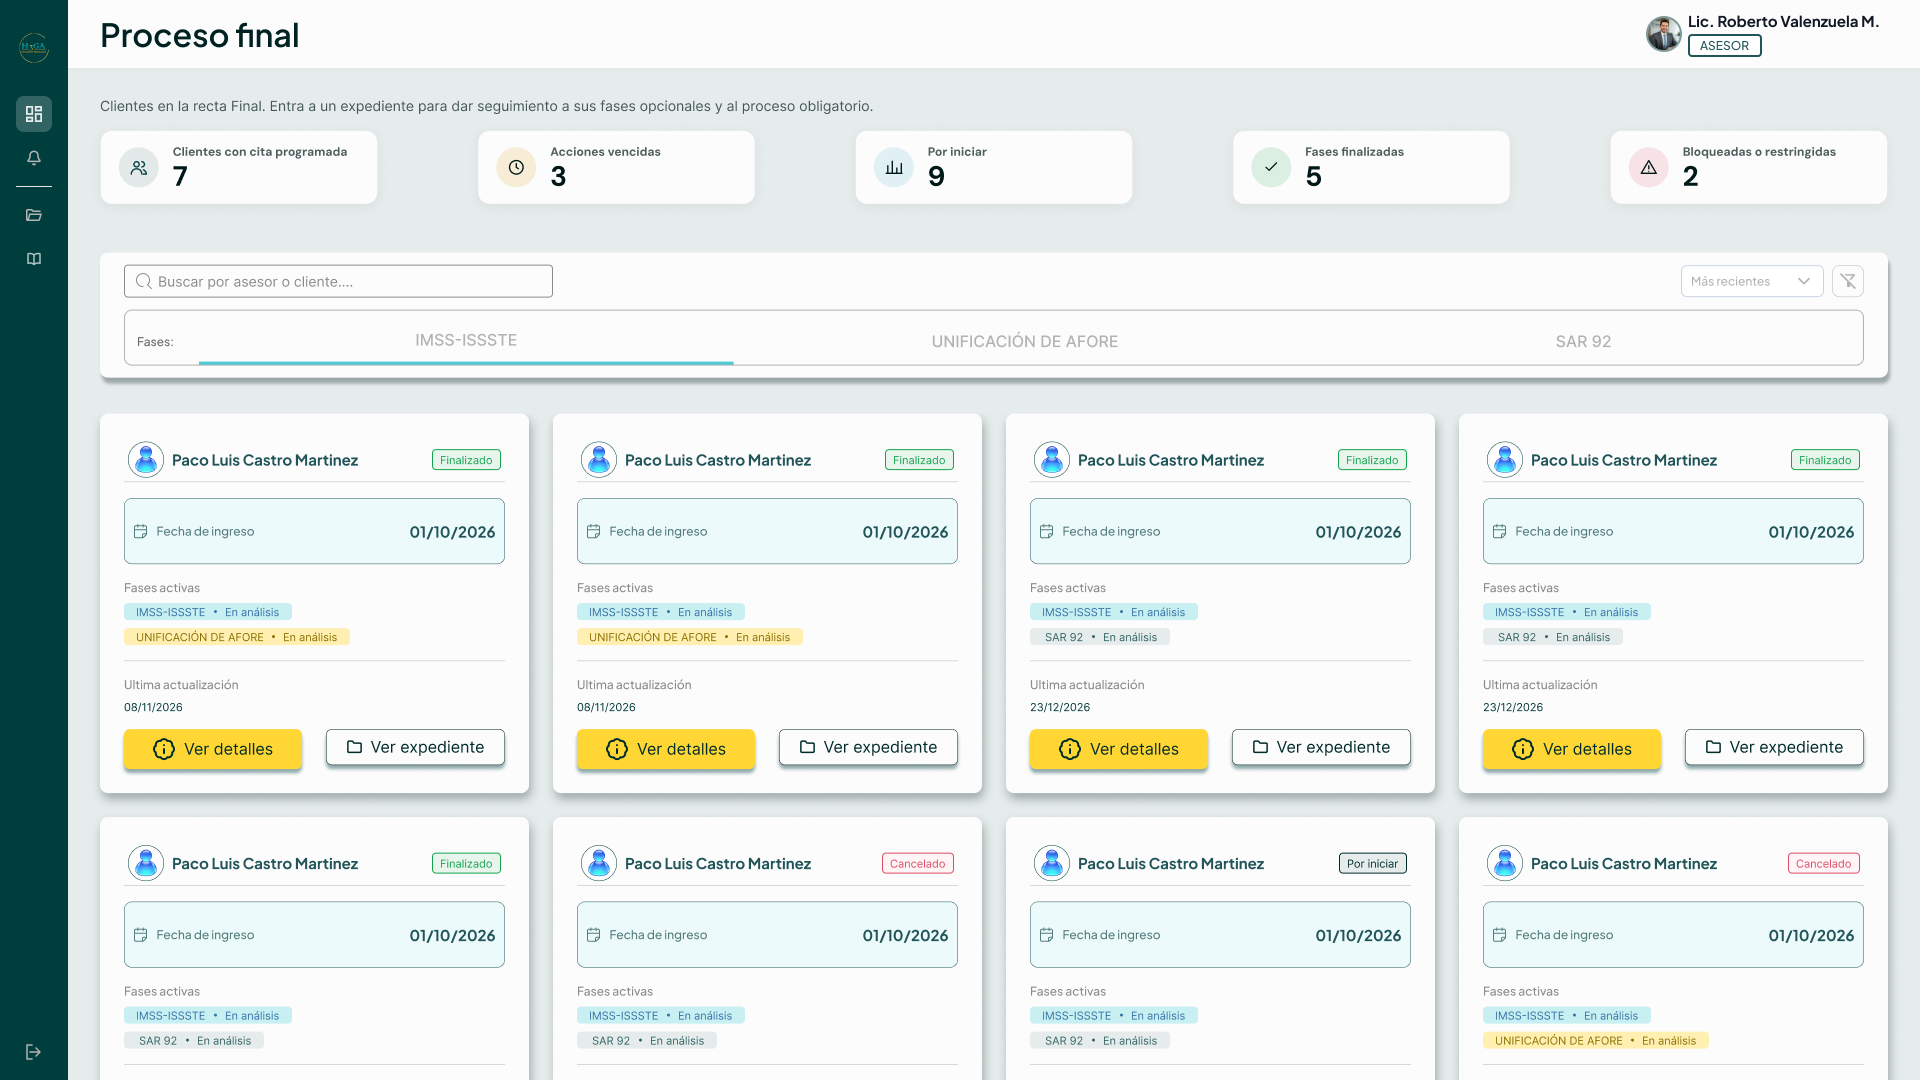 Proceso final
Lic. Roberto Valenzuela M.
ASESOR
Clientes en la recta Final. Entra a un expediente para dar seguimiento a sus fases opcionales y al proceso obligatorio.
Clientes con cita programada
7
Acciones vencidas
3
Por iniciar
9
Fases finalizadas
5
Bloqueadas o restringidas
2
Buscar por asesor o cliente....
Más recientes
Fases:
IMSS-ISSSTE
UNIFICACIÓN DE AFORE
SAR 92
Paco Luis Castro Martinez
Finalizado
Fecha de ingreso
01/10/2026
Fases activas
IMSS-ISSSTE • En análisis
UNIFICACIÓN DE AFORE • En análisis
Ultima actualización
08/11/2026
Ver detalles
Ver expediente
Paco Luis Castro Martinez
Finalizado
Fecha de ingreso
01/10/2026
Fases activas
IMSS-ISSSTE • En análisis
UNIFICACIÓN DE AFORE • En análisis
Ultima actualización
08/11/2026
Ver detalles
Ver expediente
Paco Luis Castro Martinez
Finalizado
Fecha de ingreso
01/10/2026
Fases activas
IMSS-ISSSTE • En análisis
SAR 92 • En análisis
Ultima actualización
23/12/2026
Ver detalles
Ver expediente
Paco Luis Castro Martinez
Finalizado
Fecha de ingreso
01/10/2026
Fases activas
IMSS-ISSSTE • En análisis
SAR 92 • En análisis
Ultima actualización
23/12/2026
Ver detalles
Ver expediente
Paco Luis Castro Martinez
Finalizado
Fecha de ingreso
01/10/2026
Fases activas
IMSS-ISSSTE • En análisis
SAR 92 • En análisis
Paco Luis Castro Martinez
Cancelado
Fecha de ingreso
01/10/2026
Fases activas
IMSS-ISSSTE • En análisis
SAR 92 • En análisis
Paco Luis Castro Martinez
Por iniciar
Fecha de ingreso
01/10/2026
Fases activas
IMSS-ISSSTE • En análisis
SAR 92 • En análisis
Paco Luis Castro Martinez
Cancelado
Fecha de ingreso
01/10/2026
Fases activas
IMSS-ISSSTE • En análisis
UNIFICACIÓN DE AFORE • En análisis